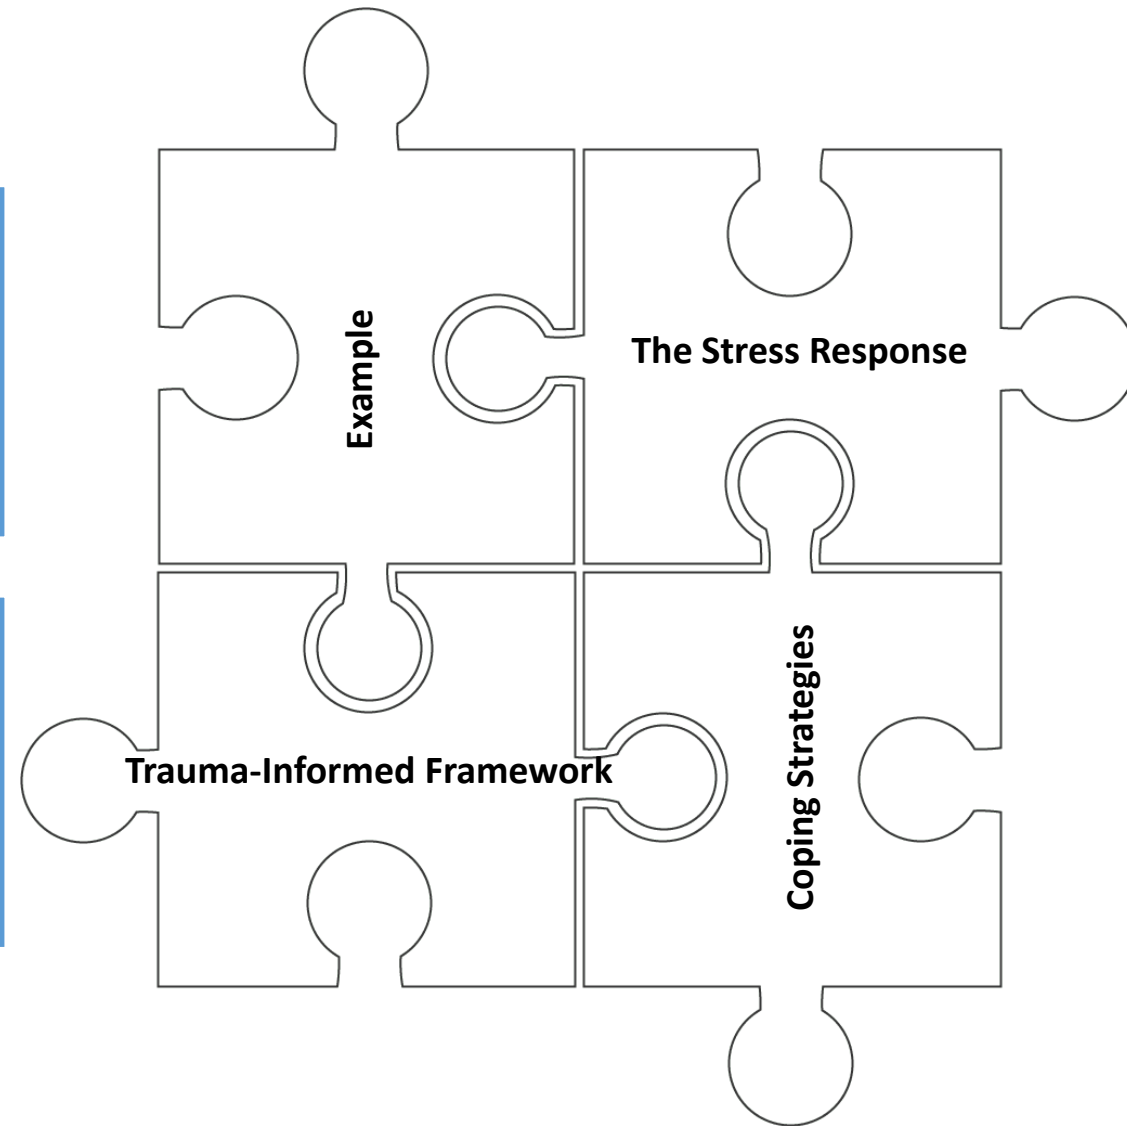 Example
The Stress Response
Trauma-Informed Framework
Coping Strategies